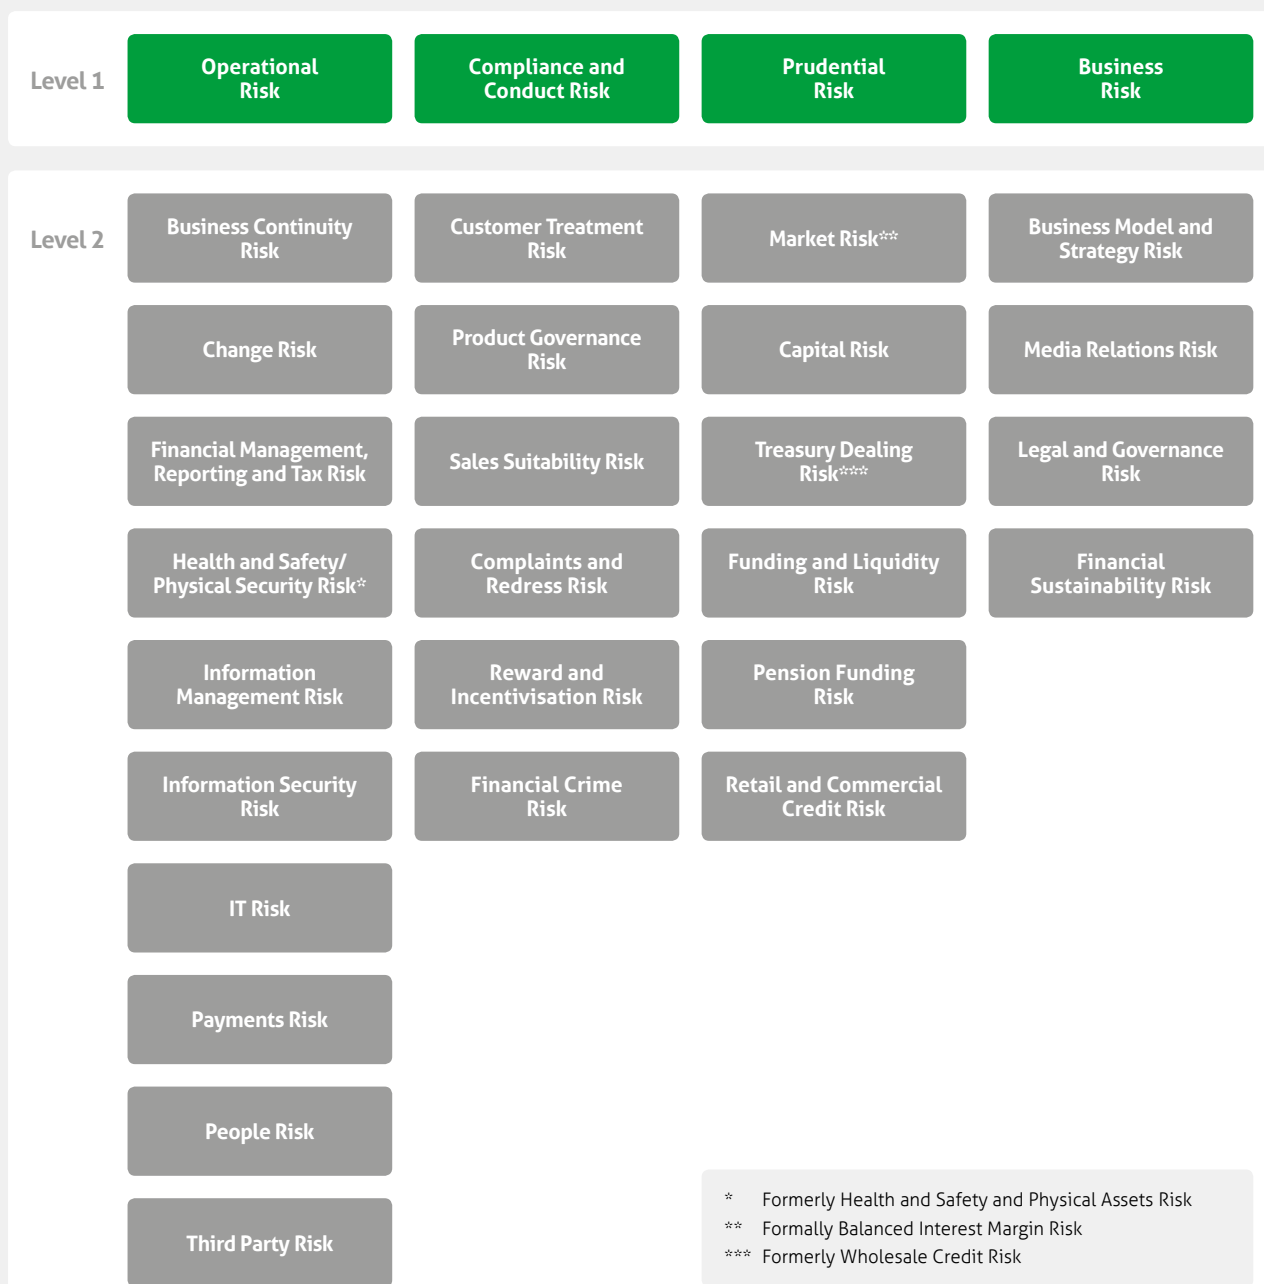 Level 1
Operational
Risk
Compliance and
Conduct Risk
Prudential
Risk
Business
Risk
Level 2
Business Continuity
Risk
Customer Treatment
Risk
Market Risk**
Business Model and
Strategy Risk
Change Risk
Product Governance
Risk
Capital Risk
Media Relations Risk
Financial Management,
Reporting and Tax Risk
Sales Suitability Risk
Treasury Dealing
Risk***
Legal and Governance
Risk
Health and Safety/
Physical Security Risk*
Complaints and
Redress Risk
Funding and Liquidity
Risk
Financial
Sustainability Risk
Information
Management Risk
Reward and
Incentivisation Risk
Pension Funding
Risk
Information Security
Risk
Financial Crime
Risk
Retail and Commercial
Credit Risk
IT Risk
Payments Risk
People Risk
Third Party Risk
* Formerly Health and Safety and Physical Assets Risk
** Formally Balanced Interest Margin Risk
*** Formerly Wholesale Credit Risk